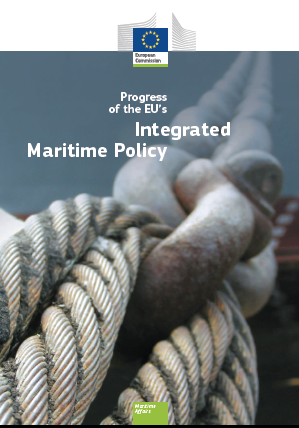 European
Commission
Progress
of the EU's
Integrated
Maritime Policy
Maritime
Affairs